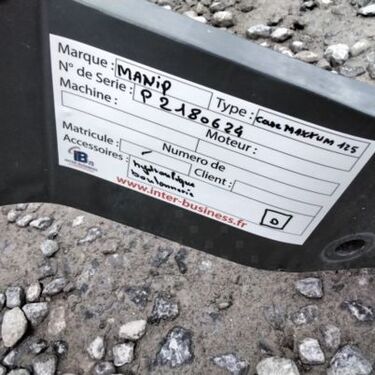 Marque : MANIP Type : Case MAXXUM 125
N° de Serie : P2180624
Machine : Moteur :
Matricule : Numero de
Accessoires : hydraulique Client :
boulonnerie
IB
www.inter-business.fr
D